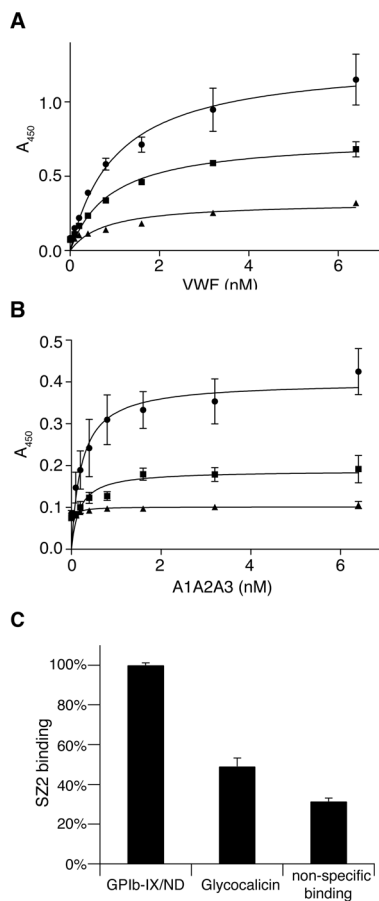 A
A450
1.0
0.5
0.0
0
2
4
6
VWF (nM)
B
A450
0.5
0.4
0.3
0.2
0.1
0.0
0
2
4
6
A1A2A3 (nM)
C
SZ2 binding
100%
80%
60%
40%
20%
0%
GPIb-IX/ND
Glycocalicin
non-specific
binding